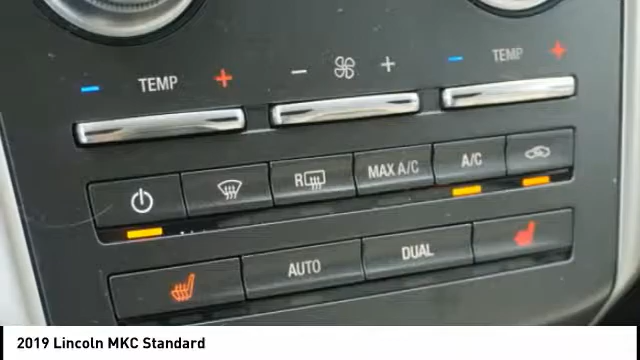 - TEMP +
- +
- TEMP +
R
MAX A/C
A/C
AUTO
DUAL
2019 Lincoln MKC Standard